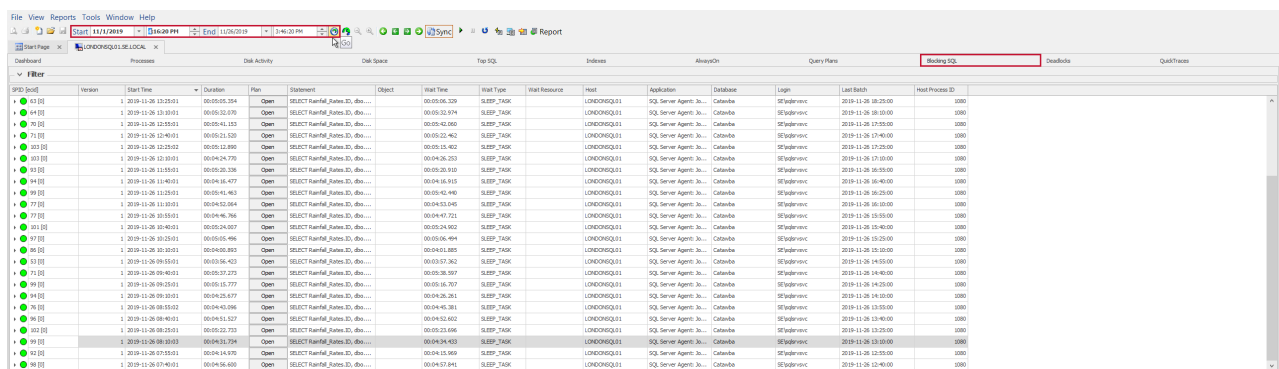 File View Reports Tools Window Help
Start 11/1/2019 3:16:20 PM End 11/26/2019 3:46:20 PM Sync Report
Go
Start Page × LONDONSQL01.SE.LOCAL ×
Dashboard Processes Disk Activity Disk Space Top SQL Indexes AlwaysOn Query Plans Blocking SQL Deadlocks QuickTraces
Filter
SPID [ecid] Version Start Time Duration Plan Statement Object Wait Time Wait Type Wait Resource Host Application Database Login Last Batch Host Process ID
63 [0] 1 2019-11-26 13:25:01 00:05:05.354 Open SELECT Rainfall_Rates.ID, dbo.... 00:05:06.329 SLEEP_TASK LONDONSQL01 SQL Server Agent: Jo... Catawba SE\sqlsrvsvc 2019-11-26 18:25:00 1080
64 [0] 1 2019-11-26 13:10:01 00:05:32.070 Open SELECT Rainfall_Rates.ID, dbo.... 00:05:32.974 SLEEP_TASK LONDONSQL01 SQL Server Agent: Jo... Catawba SE\sqlsrvsvc 2019-11-26 18:10:00 1080
70 [0] 1 2019-11-26 12:55:01 00:05:41.153 Open SELECT Rainfall_Rates.ID, dbo.... 00:05:42.060 SLEEP_TASK LONDONSQL01 SQL Server Agent: Jo... Catawba SE\sqlsrvsvc 2019-11-26 17:55:00 1080
71 [0] 1 2019-11-26 12:40:01 00:05:21.520 Open SELECT Rainfall_Rates.ID, dbo.... 00:05:22.462 SLEEP_TASK LONDONSQL01 SQL Server Agent: Jo... Catawba SE\sqlsrvsvc 2019-11-26 17:40:00 1080
103 [0] 1 2019-11-26 12:25:02 00:05:12.890 Open SELECT Rainfall_Rates.ID, dbo.... 00:05:15.402 SLEEP_TASK LONDONSQL01 SQL Server Agent: Jo... Catawba SE\sqlsrvsvc 2019-11-26 17:25:00 1080
103 [0] 1 2019-11-26 12:10:01 00:04:24.770 Open SELECT Rainfall_Rates.ID, dbo.... 00:04:26.253 SLEEP_TASK LONDONSQL01 SQL Server Agent: Jo... Catawba SE\sqlsrvsvc 2019-11-26 17:10:00 1080
93 [0] 1 2019-11-26 11:55:01 00:05:20.336 Open SELECT Rainfall_Rates.ID, dbo.... 00:05:20.910 SLEEP_TASK LONDONSQL01 SQL Server Agent: Jo... Catawba SE\sqlsrvsvc 2019-11-26 16:55:00 1080
94 [0] 1 2019-11-26 11:40:01 00:04:16.477 Open SELECT Rainfall_Rates.ID, dbo.... 00:04:16.915 SLEEP_TASK LONDONSQL01 SQL Server Agent: Jo... Catawba SE\sqlsrvsvc 2019-11-26 16:40:00 1080
99 [0] 1 2019-11-26 11:25:01 00:05:41.463 Open SELECT Rainfall_Rates.ID, dbo.... 00:05:42.440 SLEEP_TASK LONDONSQL01 SQL Server Agent: Jo... Catawba SE\sqlsrvsvc 2019-11-26 16:25:00 1080
77 [0] 1 2019-11-26 11:10:01 00:04:52.064 Open SELECT Rainfall_Rates.ID, dbo.... 00:04:53.045 SLEEP_TASK LONDONSQL01 SQL Server Agent: Jo... Catawba SE\sqlsrvsvc 2019-11-26 16:10:00 1080
77 [0] 1 2019-11-26 10:55:01 00:04:46.766 Open SELECT Rainfall_Rates.ID, dbo.... 00:04:47.721 SLEEP_TASK LONDONSQL01 SQL Server Agent: Jo... Catawba SE\sqlsrvsvc 2019-11-26 15:55:00 1080
101 [0] 1 2019-11-26 10:40:01 00:05:24.007 Open SELECT Rainfall_Rates.ID, dbo.... 00:05:24.902 SLEEP_TASK LONDONSQL01 SQL Server Agent: Jo... Catawba SE\sqlsrvsvc 2019-11-26 15:40:00 1080
97 [0] 1 2019-11-26 10:25:01 00:05:05.496 Open SELECT Rainfall_Rates.ID, dbo.... 00:05:06.494 SLEEP_TASK LONDONSQL01 SQL Server Agent: Jo... Catawba SE\sqlsrvsvc 2019-11-26 15:25:00 1080
86 [0] 1 2019-11-26 10:10:01 00:04:00.893 Open SELECT Rainfall_Rates.ID, dbo.... 00:04:01.885 SLEEP_TASK LONDONSQL01 SQL Server Agent: Jo... Catawba SE\sqlsrvsvc 2019-11-26 15:10:00 1080
53 [0] 1 2019-11-26 09:55:01 00:03:56.423 Open SELECT Rainfall_Rates.ID, dbo.... 00:03:57.362 SLEEP_TASK LONDONSQL01 SQL Server Agent: Jo... Catawba SE\sqlsrvsvc 2019-11-26 14:55:00 1080
71 [0] 1 2019-11-26 09:40:01 00:05:37.273 Open SELECT Rainfall_Rates.ID, dbo.... 00:05:38.597 SLEEP_TASK LONDONSQL01 SQL Server Agent: Jo... Catawba SE\sqlsrvsvc 2019-11-26 14:40:00 1080
99 [0] 1 2019-11-26 09:25:01 00:05:15.777 Open SELECT Rainfall_Rates.ID, dbo.... 00:05:16.707 SLEEP_TASK LONDONSQL01 SQL Server Agent: Jo... Catawba SE\sqlsrvsvc 2019-11-26 14:25:00 1080
94 [0] 1 2019-11-26 09:10:01 00:04:25.677 Open SELECT Rainfall_Rates.ID, dbo.... 00:04:26.261 SLEEP_TASK LONDONSQL01 SQL Server Agent: Jo... Catawba SE\sqlsrvsvc 2019-11-26 14:10:00 1080
76 [0] 1 2019-11-26 08:55:02 00:04:43.096 Open SELECT Rainfall_Rates.ID, dbo.... 00:04:45.381 SLEEP_TASK LONDONSQL01 SQL Server Agent: Jo... Catawba SE\sqlsrvsvc 2019-11-26 13:55:00 1080
96 [0] 1 2019-11-26 08:40:01 00:04:51.527 Open SELECT Rainfall_Rates.ID, dbo.... 00:04:52.602 SLEEP_TASK LONDONSQL01 SQL Server Agent: Jo... Catawba SE\sqlsrvsvc 2019-11-26 13:40:00 1080
102 [0] 1 2019-11-26 08:25:01 00:05:22.733 Open SELECT Rainfall_Rates.ID, dbo.... 00:05:23.696 SLEEP_TASK LONDONSQL01 SQL Server Agent: Jo... Catawba SE\sqlsrvsvc 2019-11-26 13:25:00 1080
99 [0] 1 2019-11-26 08:10:03 00:04:31.734 Open SELECT Rainfall_Rates.ID, dbo.... 00:04:34.433 SLEEP_TASK LONDONSQL01 SQL Server Agent: Jo... Catawba SE\sqlsrvsvc 2019-11-26 13:10:00 1080
92 [0] 1 2019-11-26 07:55:01 00:04:14.970 Open SELECT Rainfall_Rates.ID, dbo.... 00:04:15.969 SLEEP_TASK LONDONSQL01 SQL Server Agent: Jo... Catawba SE\sqlsrvsvc 2019-11-26 12:55:00 1080
98 [0] 1 2019-11-26 07:40:01 00:04:56.600 Open SELECT Rainfall_Rates.ID, dbo.... 00:04:57.841 SLEEP_TASK LONDONSQL01 SQL Server Agent: Jo... Catawba SE\sqlsrvsvc 2019-11-26 12:40:00 1080